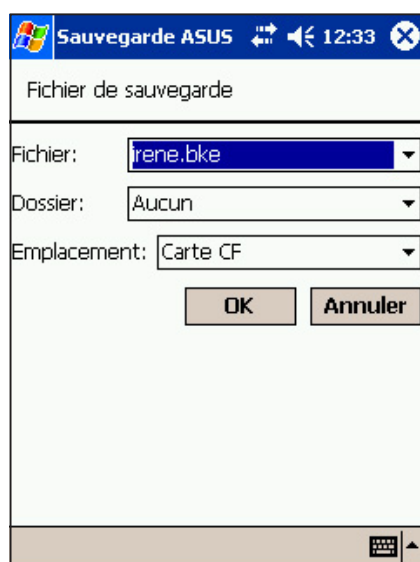 Sauvegarde ASUS 12:33
Fichier de sauvegarde
Fichier: irene.bke
Dossier: Aucun
Emplacement: Carte CF
OK Annuler